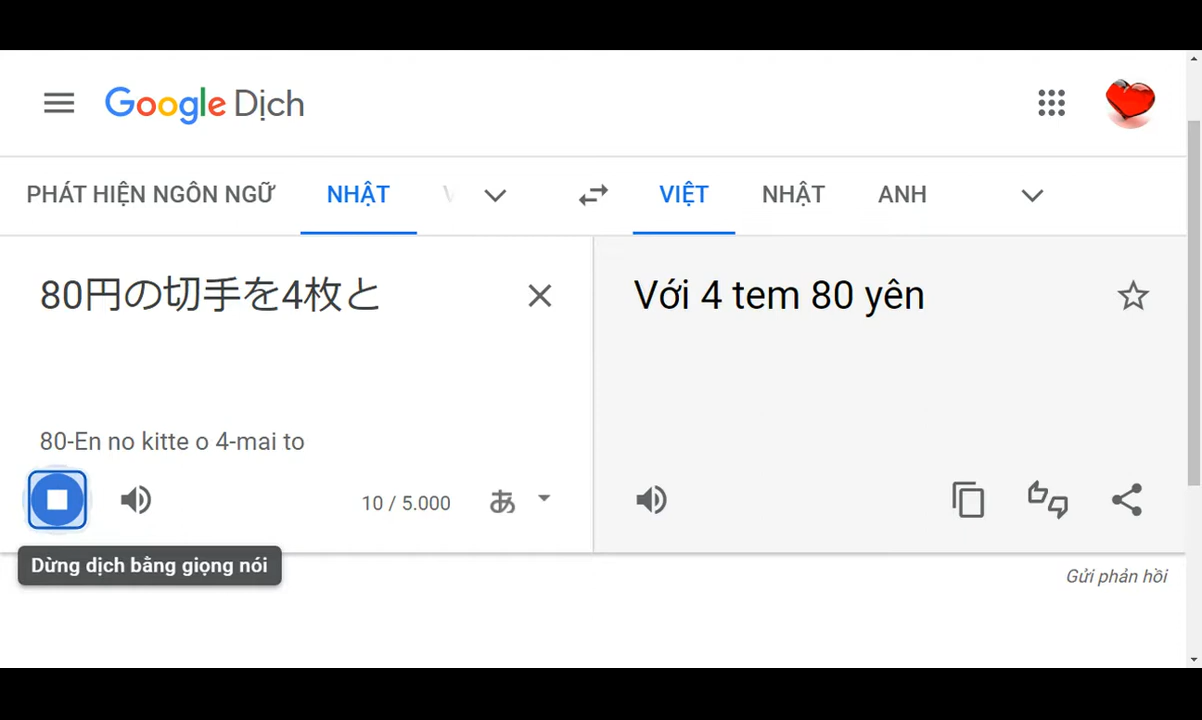 Google Dịch
PHÁT HIỆN NGÔN NGỮ NHẬT VIỆT NHẬT ANH
80円の切手を4枚と
Với 4 tem 80 yên
80-En no kitte o 4-mai to
10 / 5.000 あ
Dừng dịch bằng giọng nói
Gửi phản hồi